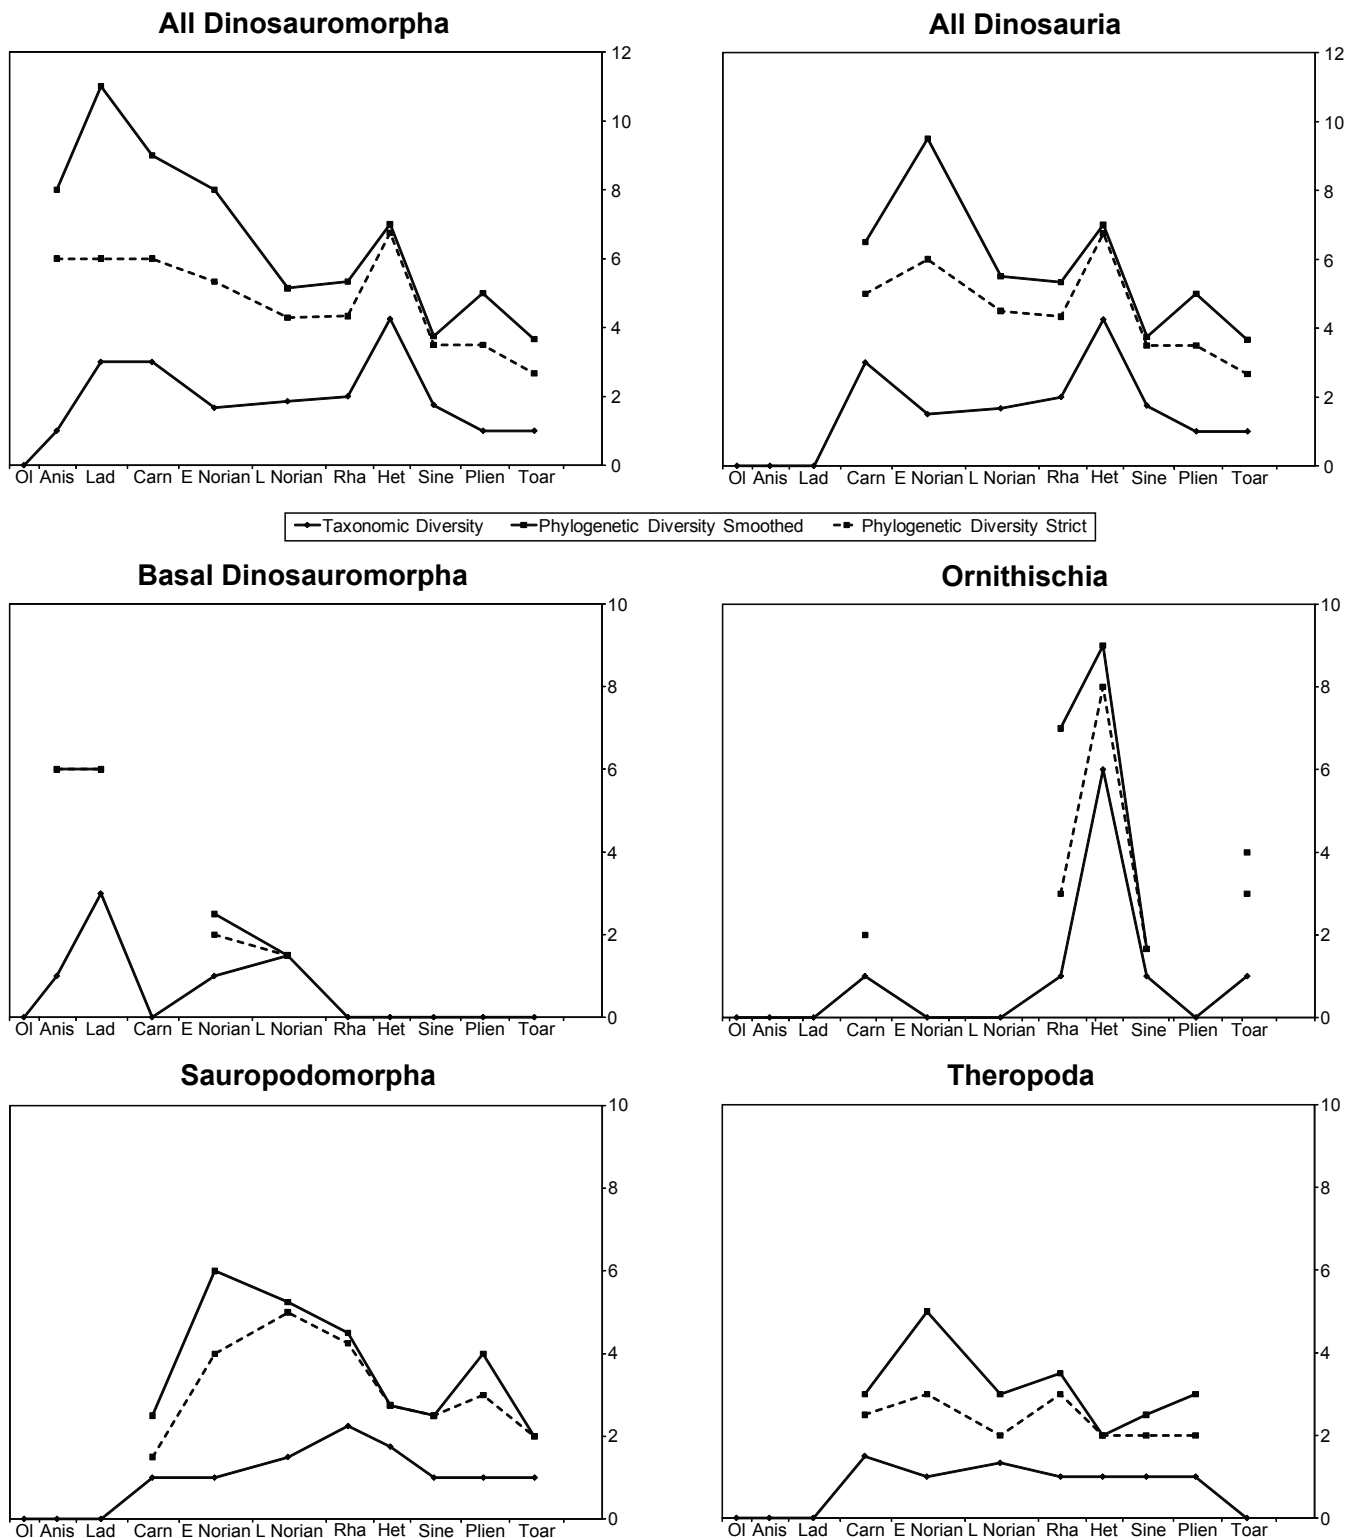 All Dinosauromorpha
All Dinosauria
12
10
8
6
4
2
0
Ol Anis Lad Carn E Norian L Norian Rha Het Sine Plien Toar
12
10
8
6
4
2
0
Ol Anis Lad Carn E Norian L Norian Rha Het Sine Plien Toar
Taxonomic Diversity Phylogenetic Diversity Smoothed Phylogenetic Diversity Strict
Basal Dinosauromorpha
Ornithischia
10
8
6
4
2
0
Ol Anis Lad Carn E Norian L Norian Rha Het Sine Plien Toar
10
8
6
4
2
0
Ol Anis Lad Carn E Norian L Norian Rha Het Sine Plien Toar
Sauropodomorpha
Theropoda
10
8
6
4
2
0
Ol Anis Lad Carn E Norian L Norian Rha Het Sine Plien Toar
10
8
6
4
2
0
Ol Anis Lad Carn E Norian L Norian Rha Het Sine Plien Toar